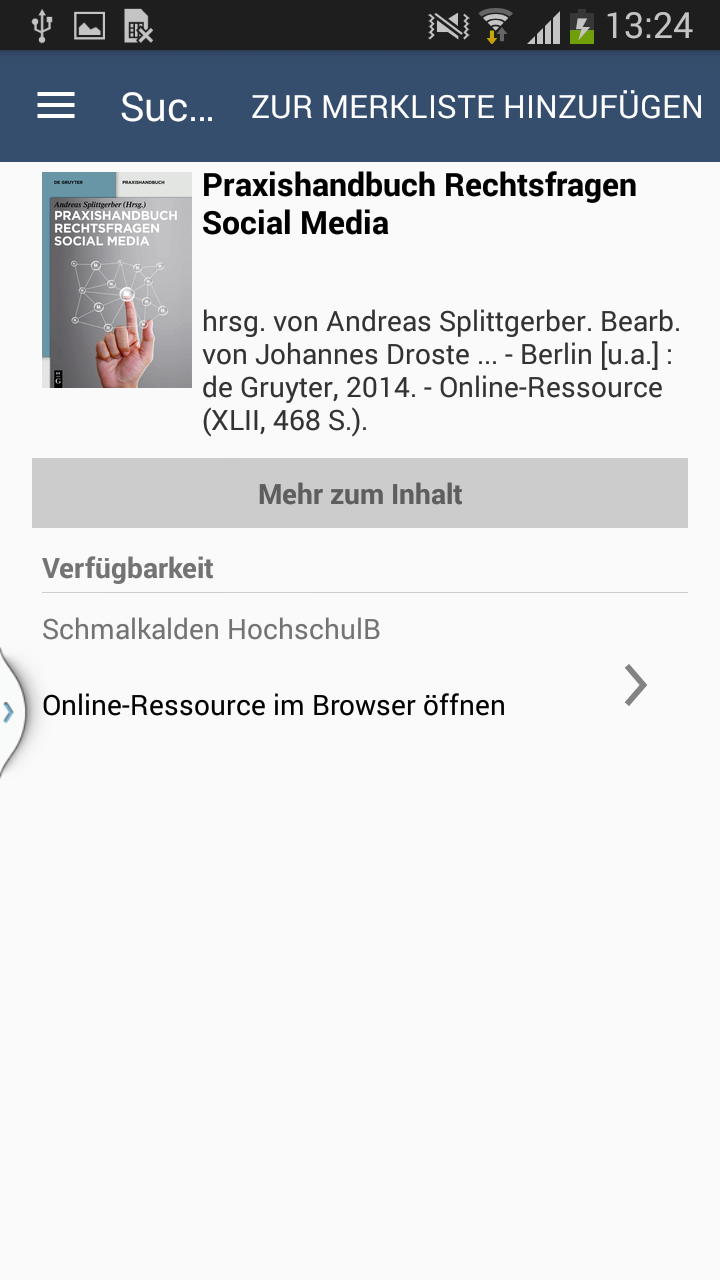 13:24
Suc... ZUR MERKLISTE HINZUFÜGEN
DE GRUYTER PRAXISHANDBUCH
Andreas Splittgerber (Hrsg.)
PRAXISHANDBUCH
RECHTSFRAGEN
SOCIAL MEDIA
Praxishandbuch Rechtsfragen
Social Media
hrsg. von Andreas Splittgerber. Bearb.
von Johannes Droste ... - Berlin [u.a.] :
de Gruyter, 2014. - Online-Ressource
(XLII, 468 S.).
Mehr zum Inhalt
Verfügbarkeit
Schmalkalden HochschulB
Online-Ressource im Browser öffnen